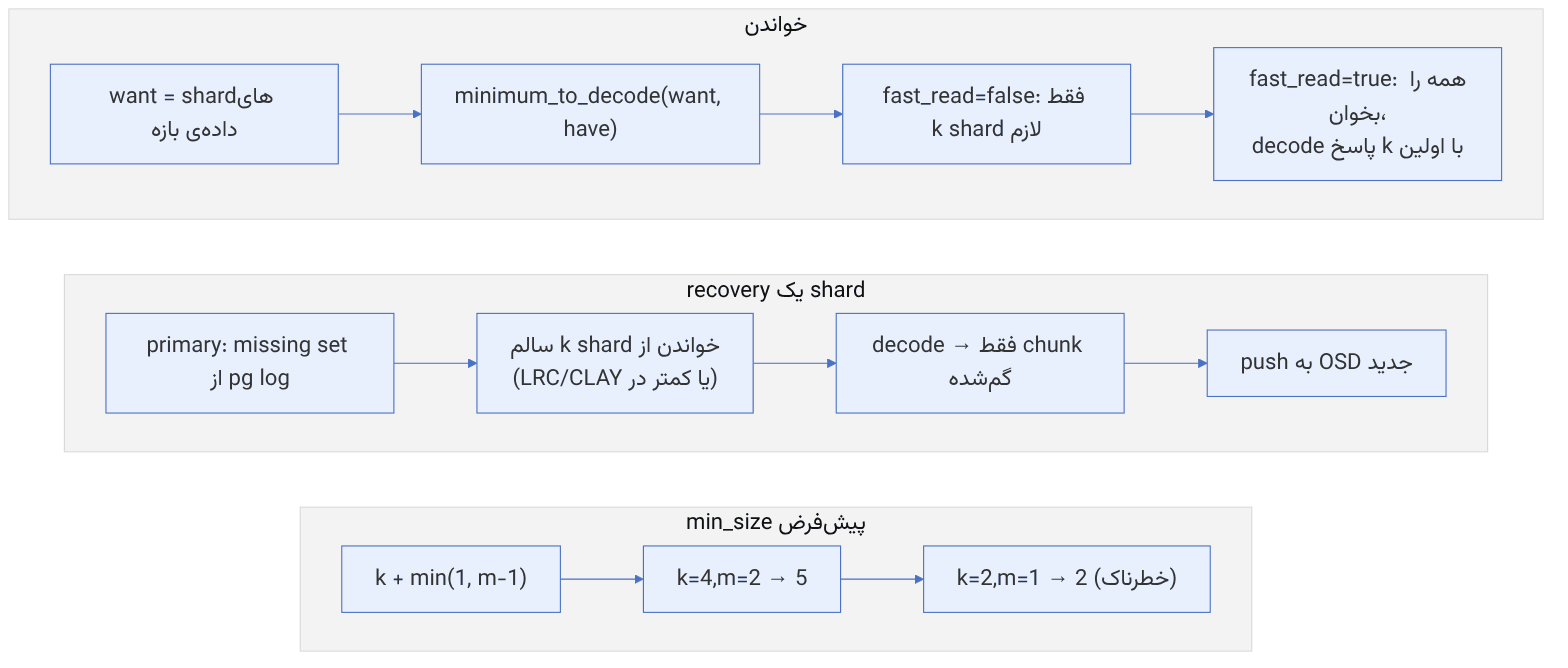 خواندن
want = shardهای
داده‌ی بازه
minimum_to_decode(want,
have)
fast_read=false: فقط
k shard لازم
fast_read=true: همه را
بخوان،
با اولین k پاسخ decode
recovery یک shard
primary: missing set
از pg log
خواندن از k shard سالم
(یا کمتر در LRC/CLAY)
decode → فقط chunk
گم‌شده
push به OSD جدید
min_size پیش‌فرض
k + min(1, m-1)
k=4,m=2 → 5
k=2,m=1 → 2 (خطرناک)